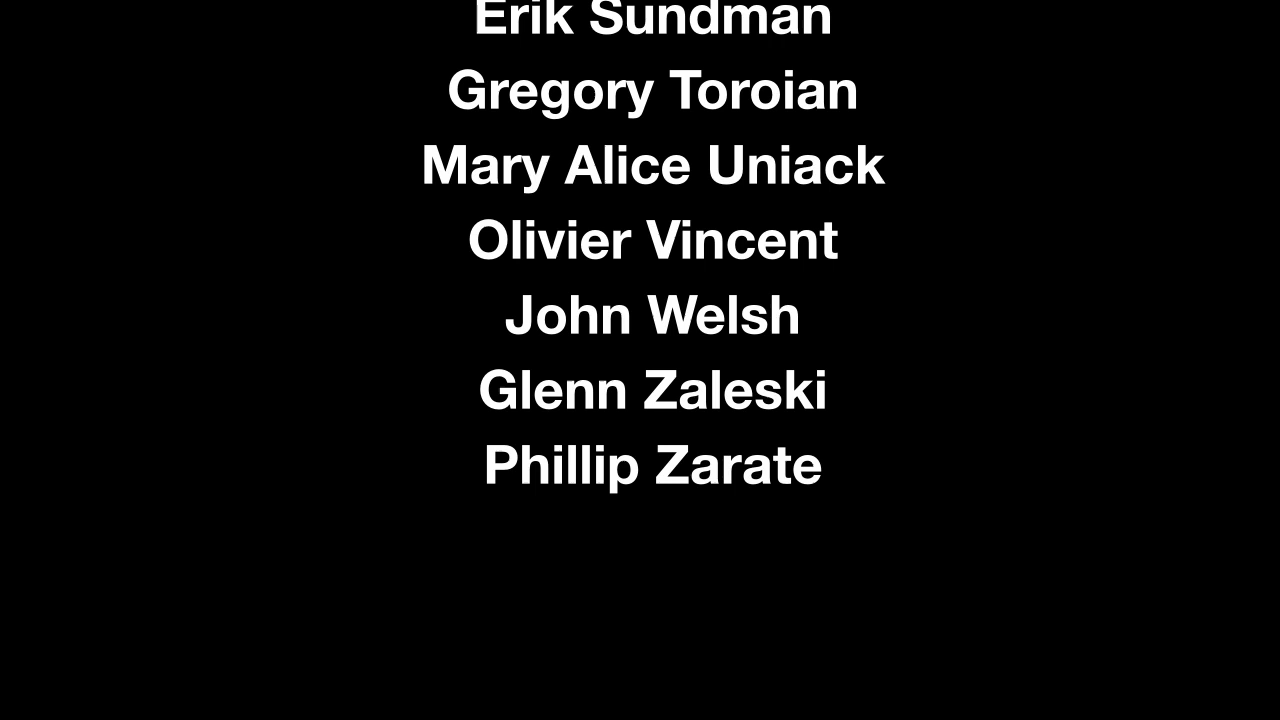 Erik Sundman
Gregory Toroian
Mary Alice Uniack
Olivier Vincent
John Welsh
Glenn Zaleski
Phillip Zarate